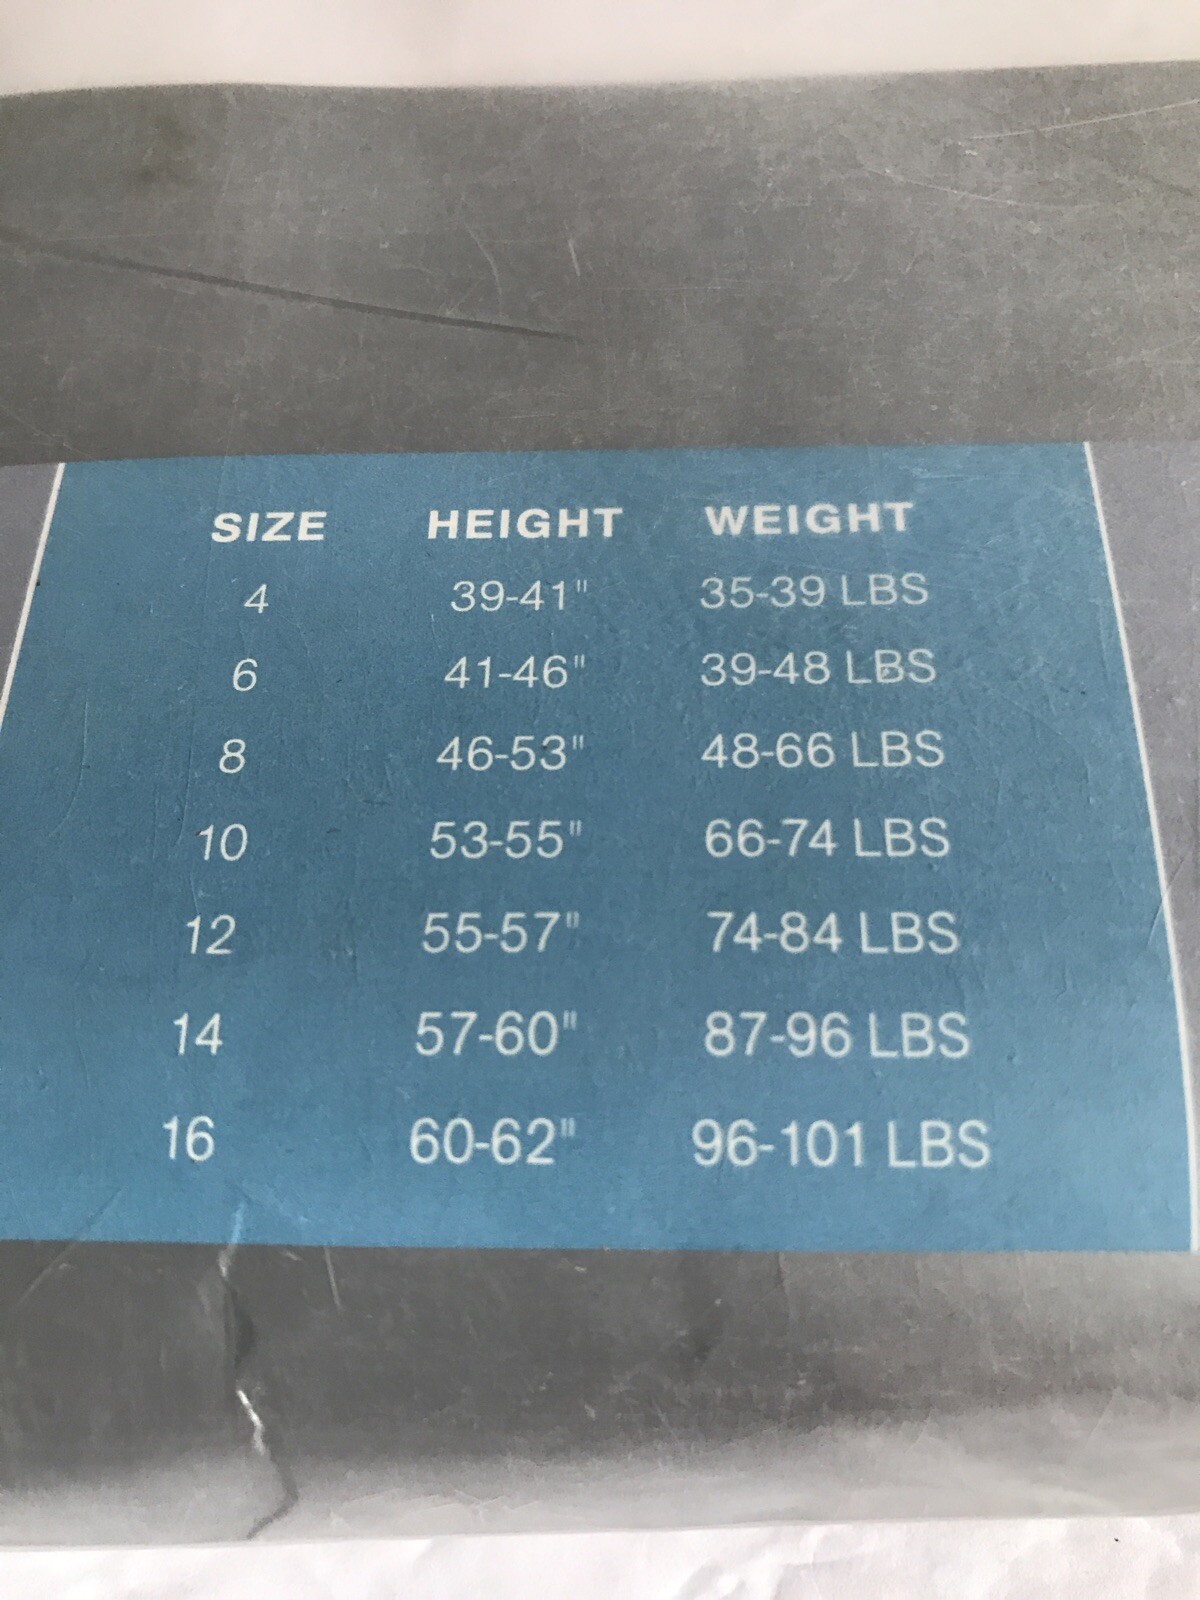 SIZE HEIGHT WEIGHT
4 39-41" 35-39 LBS
6 41-46" 39-48 LBS
8 46-53" 48-66 LBS
10 53-55" 66-74 LBS
12 55-57" 74-84 LBS
14 57-60" 87-96 LBS
16 60-62" 96-101 LBS